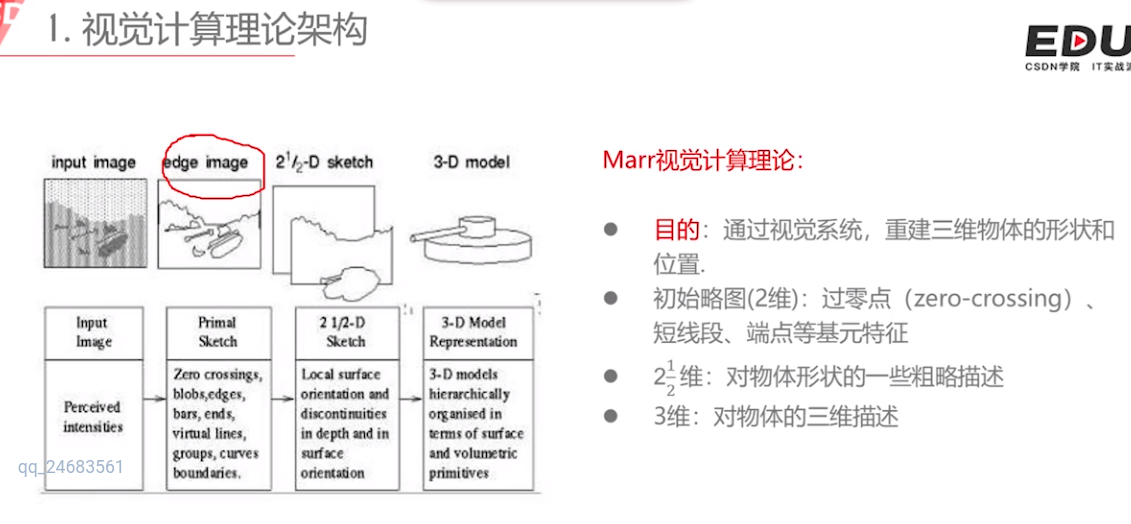 1. 视觉计算理论架构
EDU
CSDN学院 IT实战派
input image
edge image
2 1/2-D sketch
3-D model
Marr视觉计算理论：
目的：通过视觉系统，重建三维物体的形状和
位置.
初始略图(2维)：过零点（zero-crossing）、
短线段、端点等基元特征
2 1/2 维：对物体形状的一些粗略描述
3维：对物体的三维描述
Input
Image
Perceived
intensities
Primal
Sketch
Zero crossings,
blobs,edges,
bars, ends,
virtual lines,
groups, curves
boundaries.
2 1/2-D
Sketch
Local surface
orientation and
discontinuities
in depth and in
surface
orientation
3-D Model
Representation
3-D models
hierarchically
organised in
terms of surface
and volumetric
primitives
qq_24683561